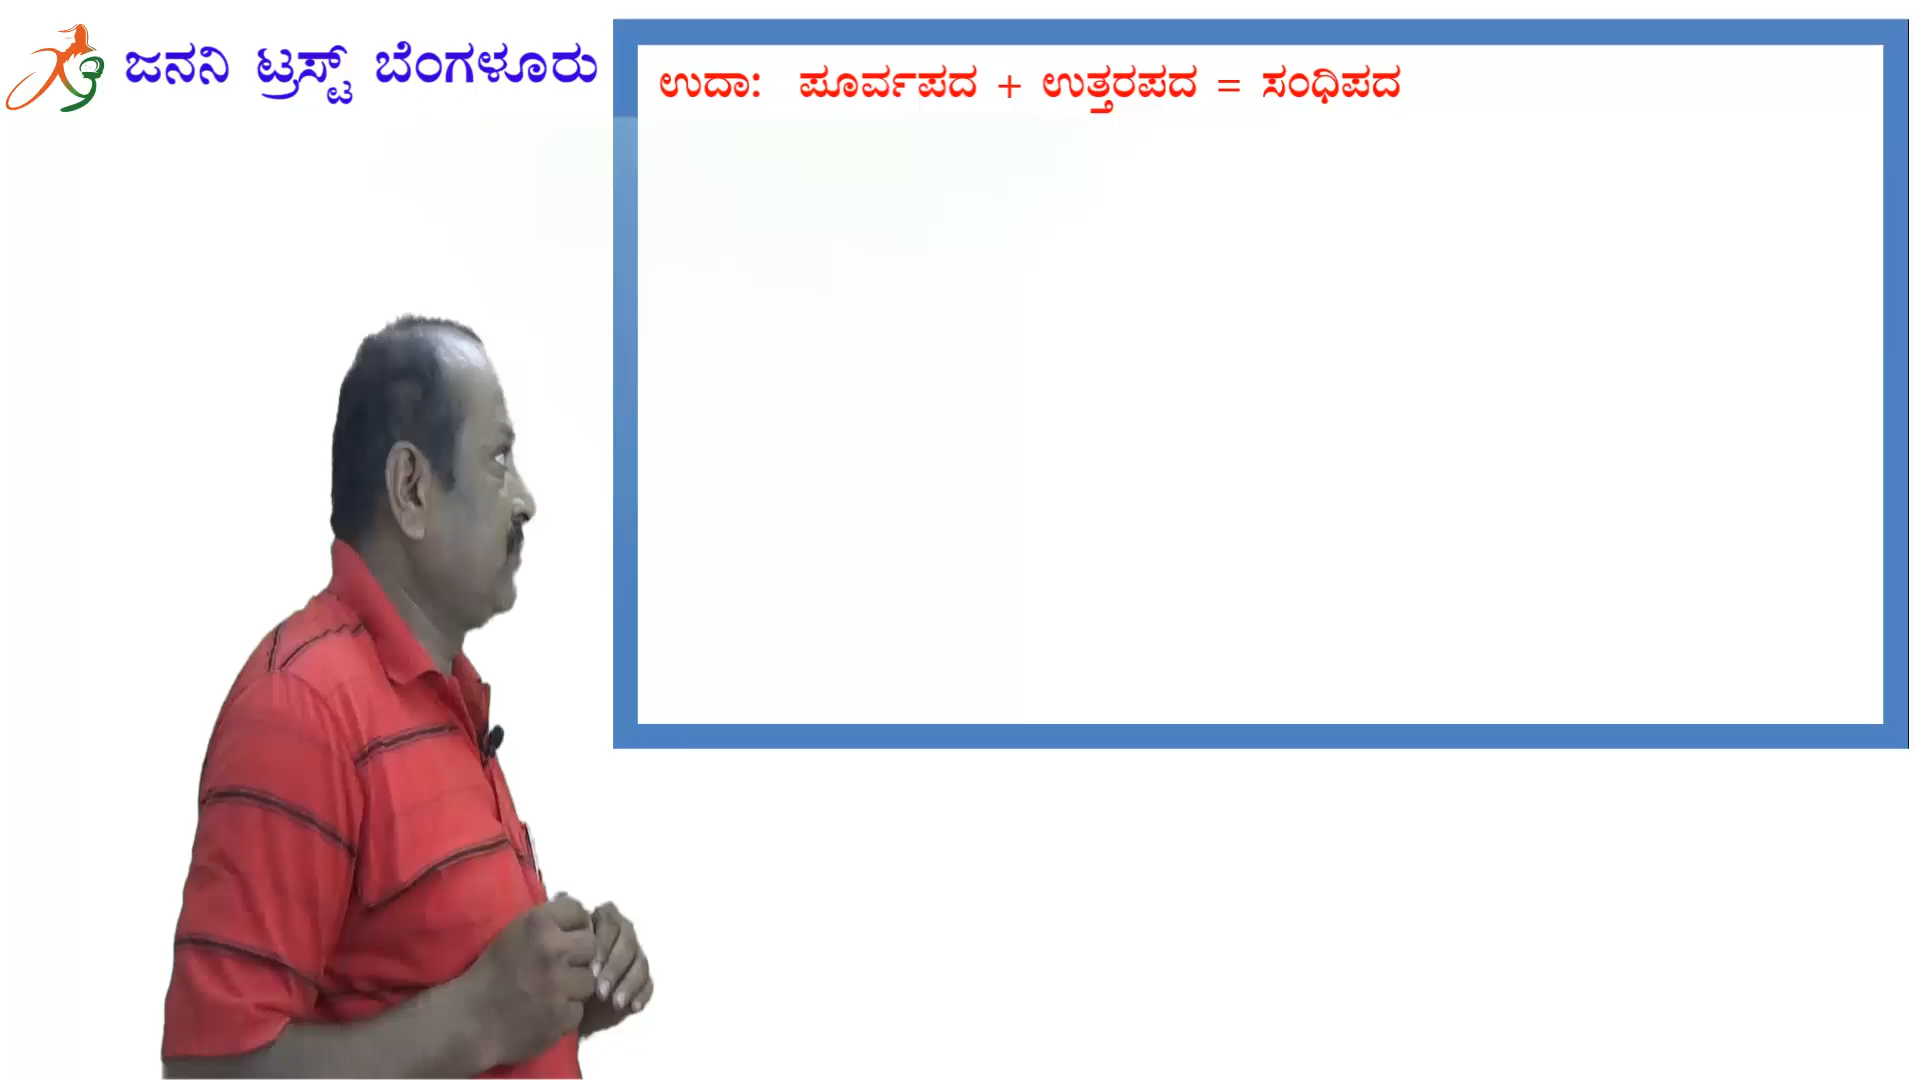 ಜನನಿ ಟ್ರಸ್ಟ್ ಬೆಂಗಳೂರು
ಉದಾ: ಪೂರ್ವಪದ + ಉತ್ತರಪದ = ಸಂಧಿಪದ